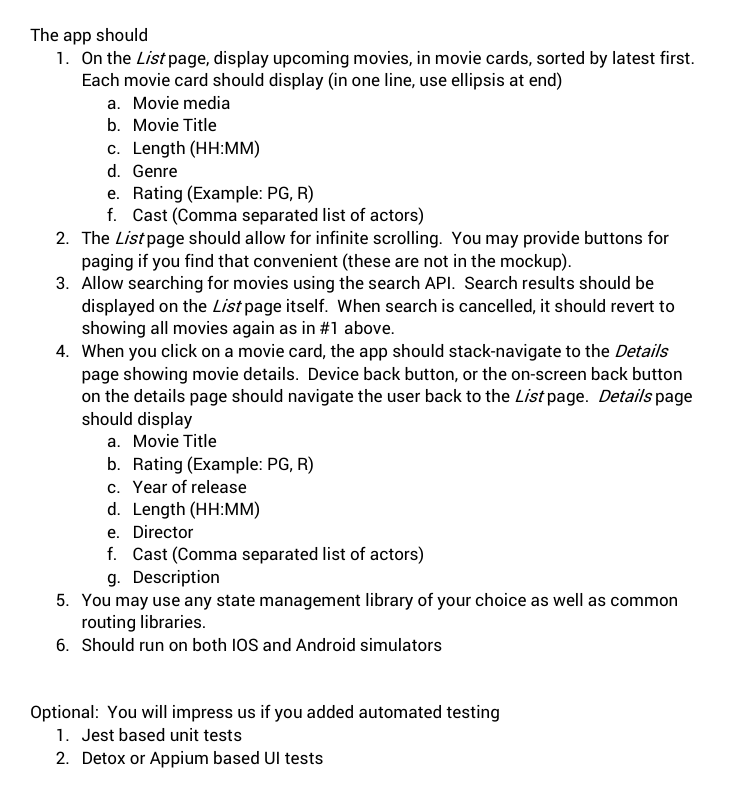 The app should
1. On the List page, display upcoming movies, in movie cards, sorted by latest first.
Each movie card should display (in one line, use ellipsis at end)
a. Movie media
b. Movie Title
c. Length (HH:MM)
d. Genre
e. Rating (Example: PG, R)
f. Cast (Comma separated list of actors)
2. The List page should allow for infinite scrolling. You may provide buttons for
paging if you find that convenient (these are not in the mockup).
3. Allow searching for movies using the search API. Search results should be
displayed on the List page itself. When search is cancelled, it should revert to
showing all movies again as in #1 above.
4. When you click on a movie card, the app should stack-navigate to the Details
page showing movie details. Device back button, or the on-screen back button
on the details page should navigate the user back to the List page. Details page
should display
a. Movie Title
b. Rating (Example: PG, R)
c. Year of release
d. Length (HH:MM)
e. Director
f. Cast (Comma separated list of actors)
g. Description
5. You may use any state management library of your choice as well as common
routing libraries.
6. Should run on both IOS and Android simulators
Optional: You will impress us if you added automated testing
1. Jest based unit tests
2. Detox or Appium based UI tests